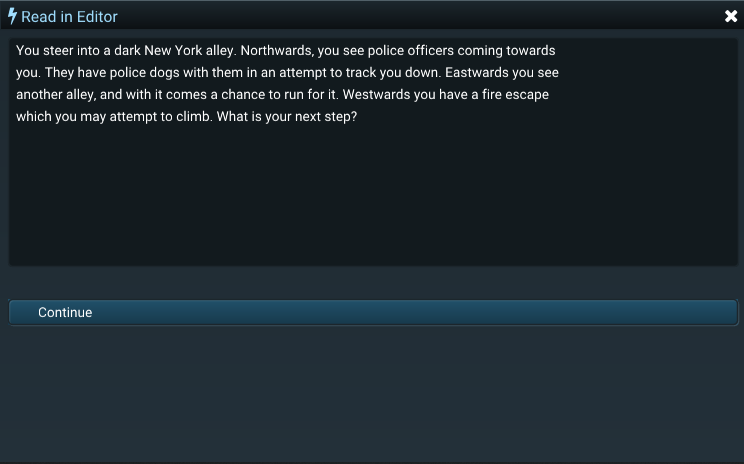 Read in Editor
You steer into a dark New York alley. Northwards, you see police officers coming towards
you. They have police dogs with them in an attempt to track you down. Eastwards you see
another alley, and with it comes a chance to run for it. Westwards you have a fire escape
which you may attempt to climb. What is your next step?
Continue